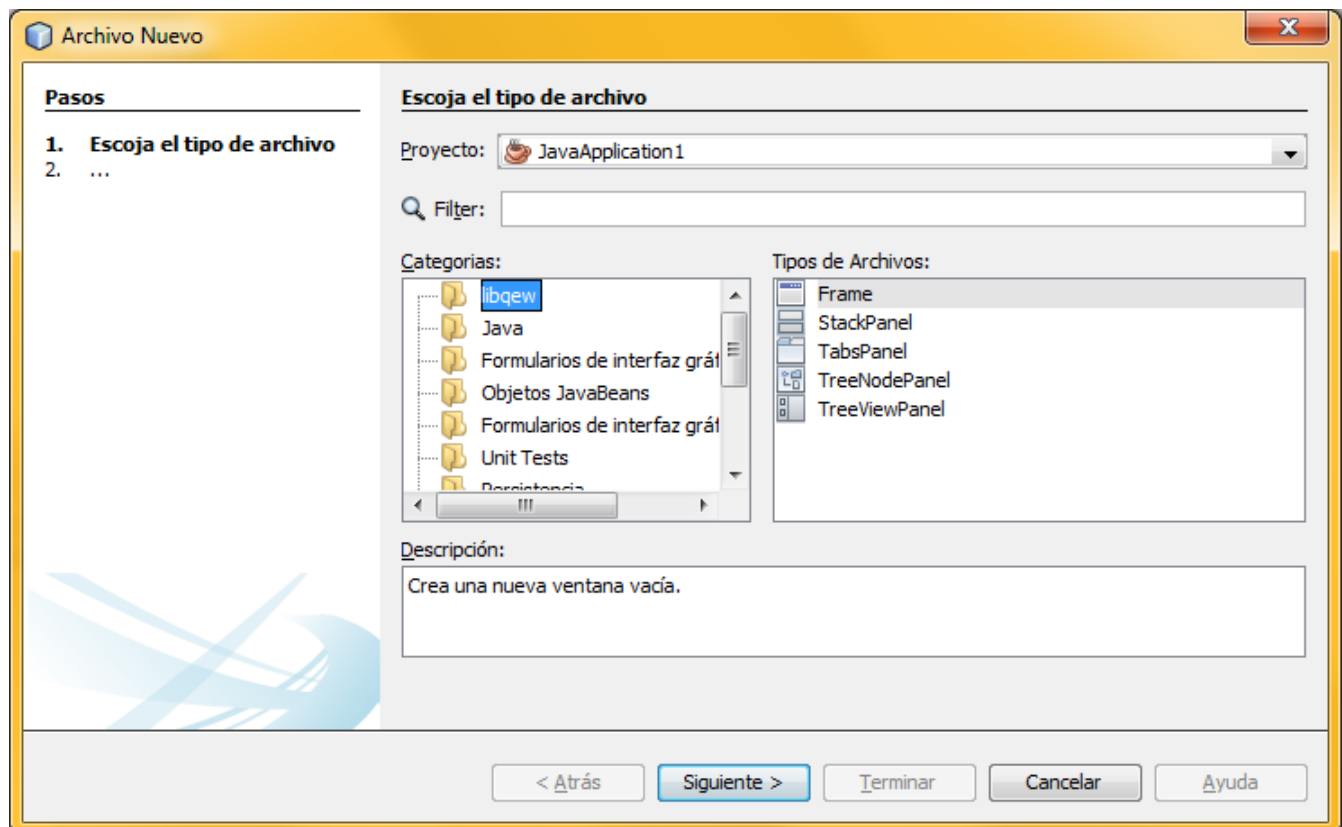 Archivo Nuevo
Pasos
1. Escoja el tipo de archivo
2. ...
Escoja el tipo de archivo
Proyecto: JavaApplication1
Filter:
Categorias:
libqew
Java
Formularios de interfaz gráf
Objetos JavaBeans
Formularios de interfaz gráf
Unit Tests
Persistencia
Tipos de Archivos:
Frame
StackPanel
TabsPanel
TreeNodePanel
TreeViewPanel
Descripción:
Crea una nueva ventana vacía.
< Atrás Siguiente > Terminar Cancelar Ayuda